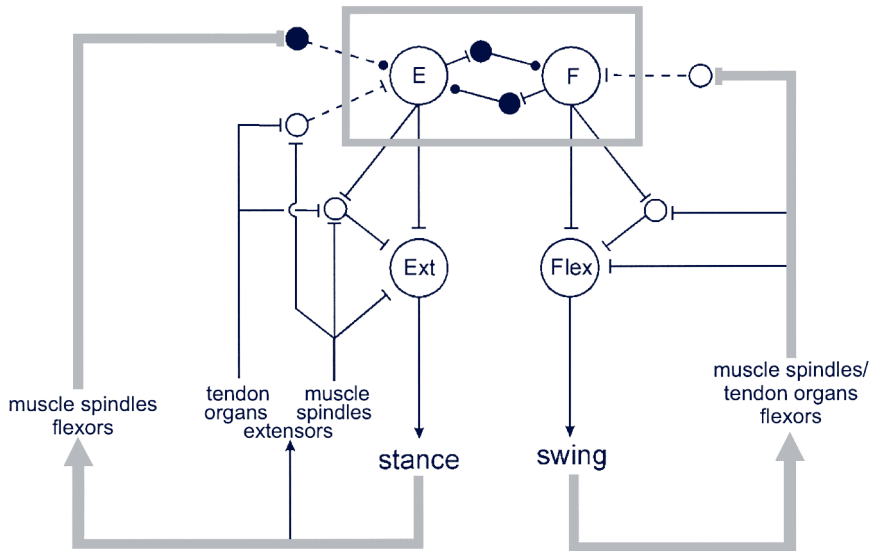 E
F
Ext
Flex
muscle spindles
flexors
tendon
organs
muscle
spindles
extensors
muscle spindles/
tendon organs
flexors
stance
swing